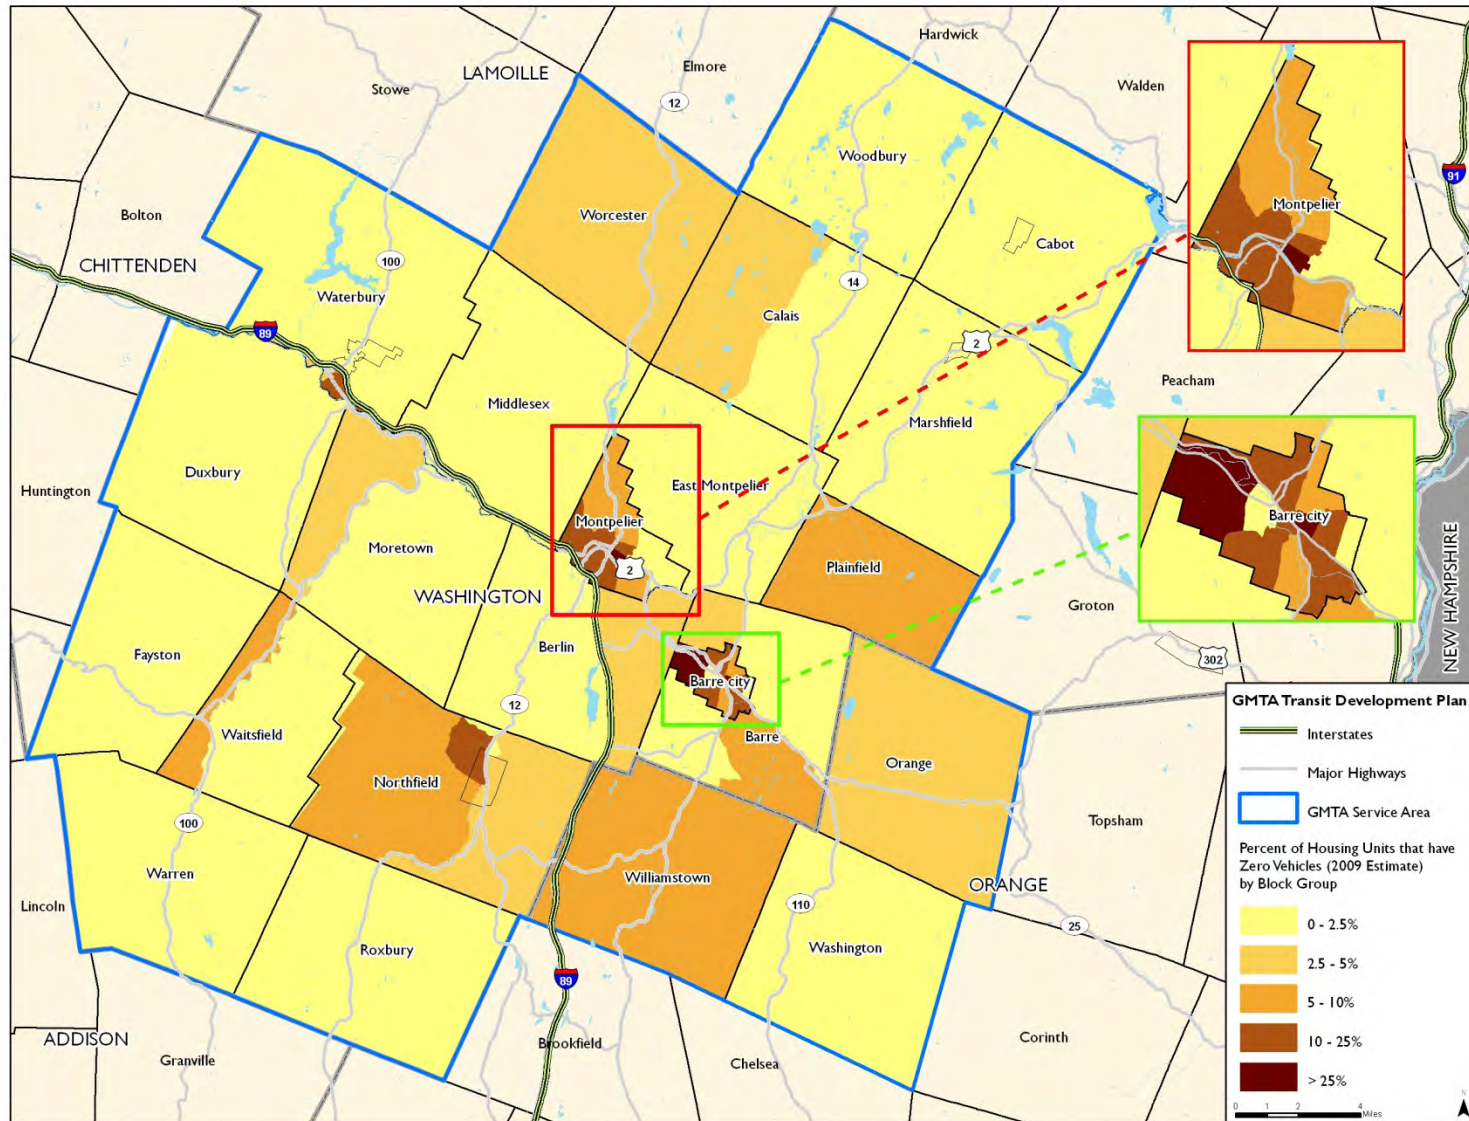 Hardwick
LAMOILLE
Elmore
Walden
Stowe
12
91
Woodbury
Bolton
Worcester
Montpelier
Cabot
CHITTENDEN
100
14
Waterbury
Calais
89
2
Peacham
Middlesex
Marshfield
Duxbury
Huntington
East Montpelier
Barre city
Montpelier
Moretown
2
Plainfield
WASHINGTON
Groton
NEW HAMPSHIRE
Fayston
Berlin
302
Barre city
12
Waitsfield
Barre
Orange
Northfield
100
Topsham
Warren
Williamstown
ORANGE
Lincoln
110
25
Roxbury
Washington
89
ADDISON
Granville
Brookfield
Chelsea
Corinth
GMTA Transit Development Plan
Interstates
Major Highways
GMTA Service Area
Percent of Housing Units that have
Zero Vehicles (2009 Estimate)
by Block Group
0 - 2.5%
2.5 - 5%
5 - 10%
10 - 25%
> 25%
0 1 2 4
Miles
N